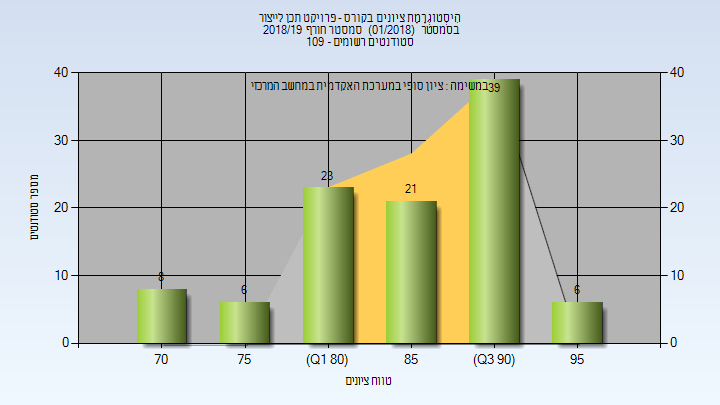 היסטוגרמת ציונים בקורס - פרויקט תכן לייצור
בסמסטר (01/2018) סמסטר חורף 2018/19
סטודנטים רשומים - 109
במשימה : ציון סופי במערכת האקדמית במחשב המרכזי
מספר סטודנטים
40
30
20
10
0
40
30
20
10
0
8
6
23
21
39
6
70
75
(Q1 80)
85
(Q3 90)
95
טווח ציונים